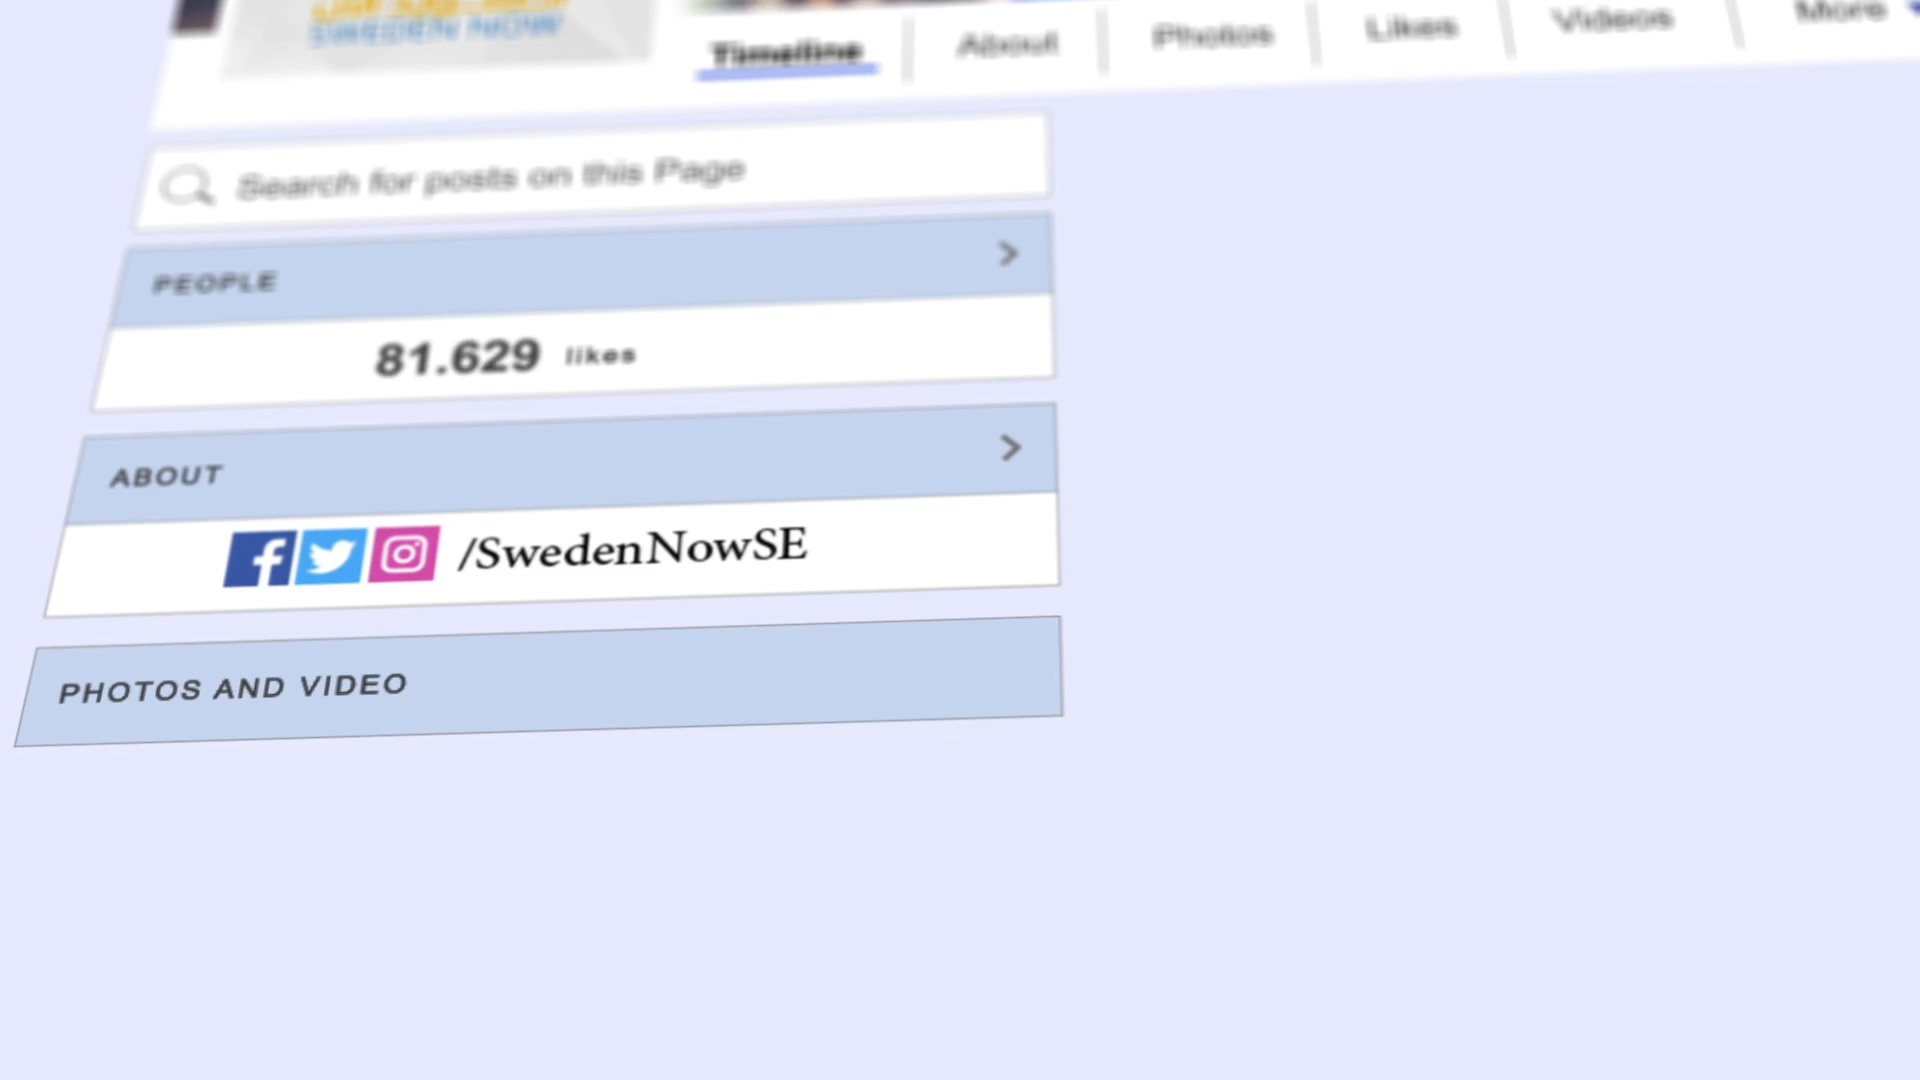 SWEDEN NOW
Timeline
About
Photos
Likes
Videos
More
Search for posts on this Page
PEOPLE
81.629 likes
ABOUT
/SwedenNowSE
PHOTOS AND VIDEO